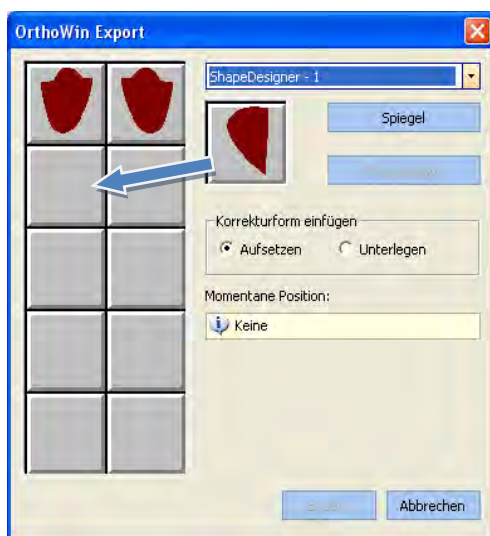 OrthoWin Export
ShapeDesigner - 1
Spiegel
Korrekturform einfügen
Aufsetzen Unterlegen
Momentane Position:
Keine
Abbrechen